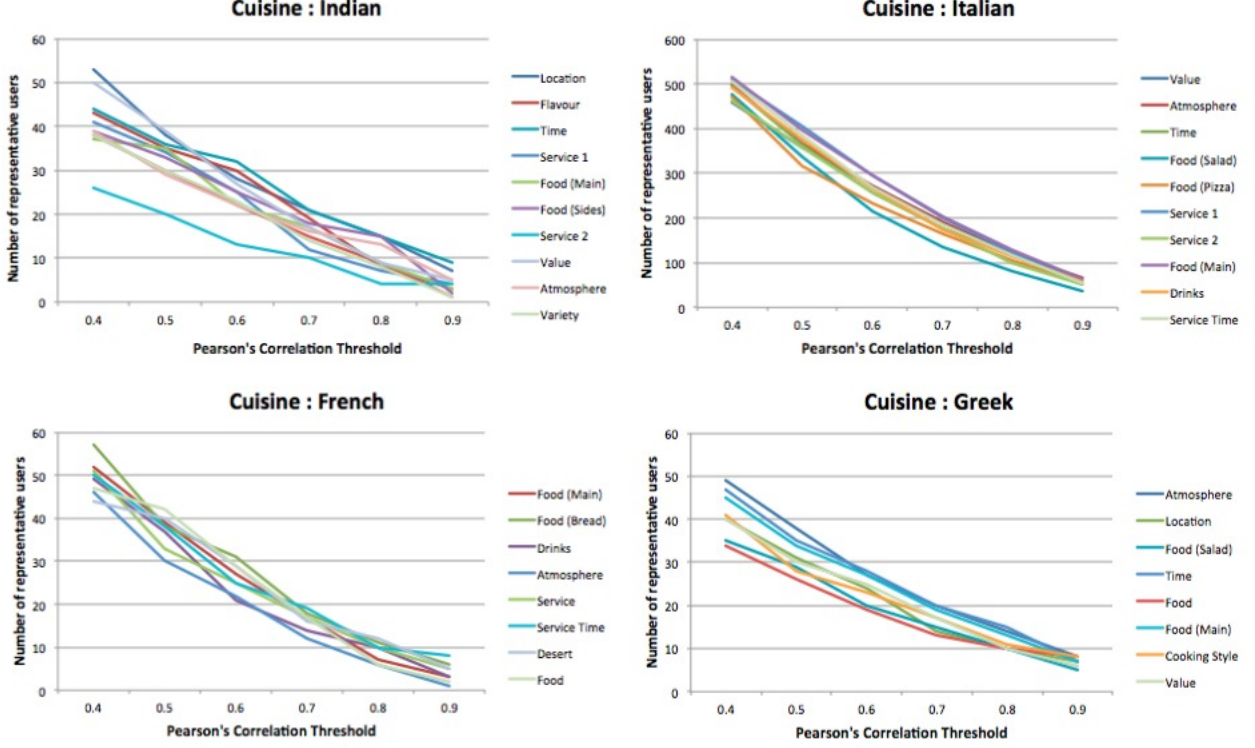 Cuisine : Indian
Number of representative users
60
50
40
30
20
10
0
0.4 0.5 0.6 0.7 0.8 0.9
Pearson's Correlation Threshold
Location
Flavour
Time
Service 1
Food (Main)
Food (Sides)
Service 2
Value
Atmosphere
Variety
Cuisine : Italian
Number of representative users
600
500
400
300
200
100
0
0.4 0.5 0.6 0.7 0.8 0.9
Pearson's Correlation Threshold
Value
Atmosphere
Time
Food (Salad)
Food (Pizza)
Service 1
Service 2
Food (Main)
Drinks
Service Time
Cuisine : French
Number of representative users
60
50
40
30
20
10
0
0.4 0.5 0.6 0.7 0.8 0.9
Pearson's Correlation Threshold
Food (Main)
Food (Bread)
Drinks
Atmosphere
Service
Service Time
Desert
Food
Cuisine : Greek
Number of representative users
60
50
40
30
20
10
0
0.4 0.5 0.6 0.7 0.8 0.9
Pearson's Correlation Threshold
Atmosphere
Location
Food (Salad)
Time
Food
Food (Main)
Cooking Style
Value